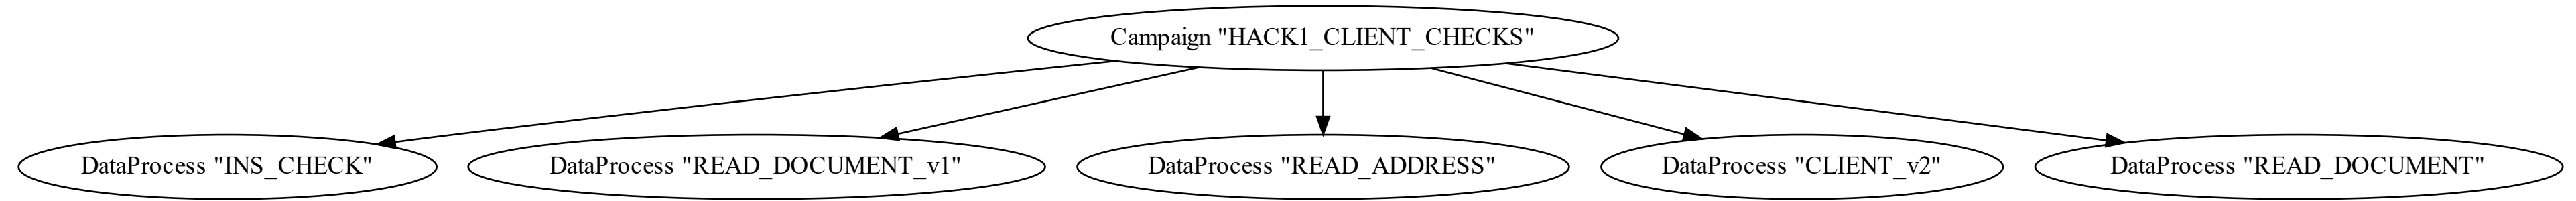 Campaign "HACK1_CLIENT_CHECKS"
DataProcess "INS_CHECK"
DataProcess "READ_DOCUMENT_v1"
DataProcess "READ_ADDRESS"
DataProcess "CLIENT_v2"
DataProcess "READ_DOCUMENT"